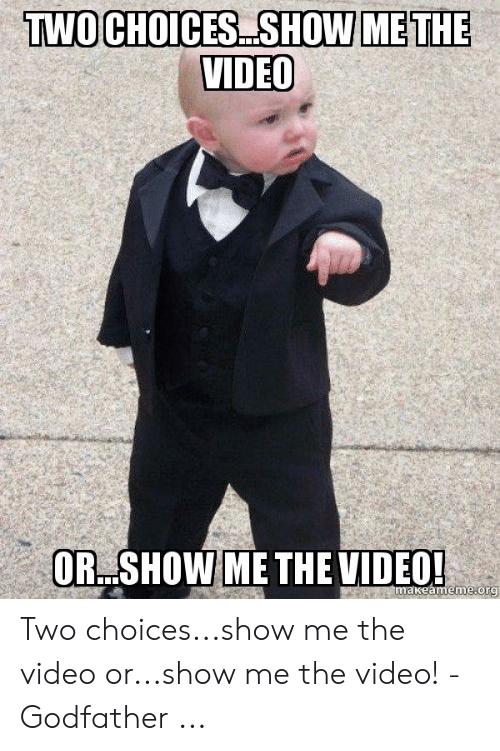 TWO CHOICES...SHOW ME THE
VIDEO
OR...SHOW ME THE VIDEO!
makeameme.org
Two choices...show me the
video or...show me the video! -
Godfather ...